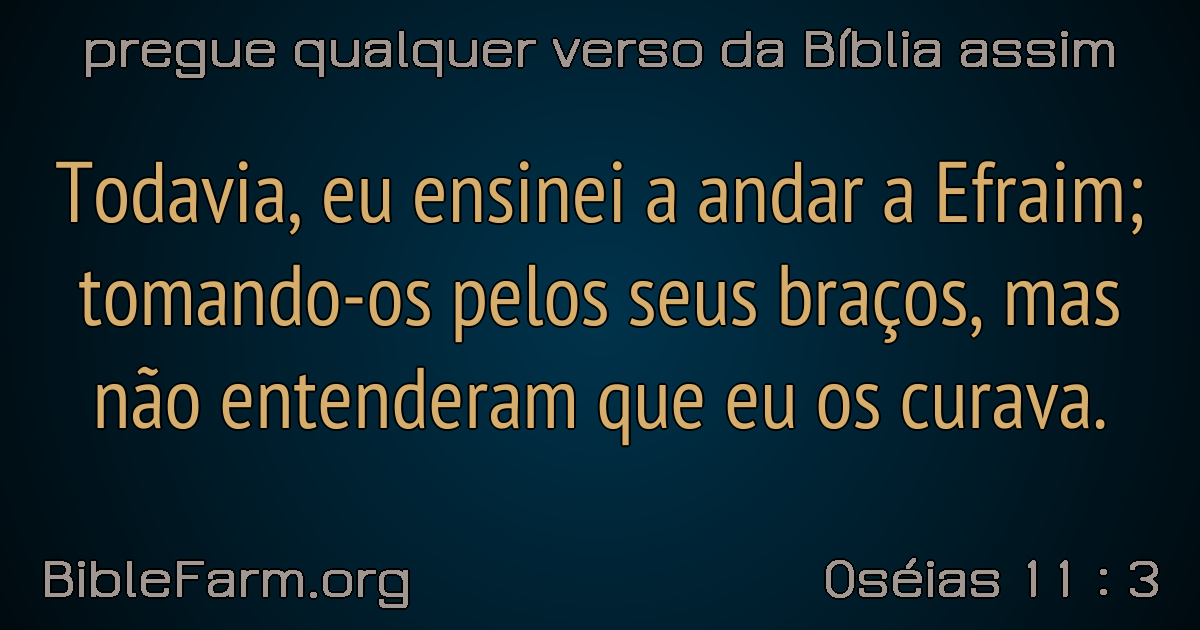 pregue qualquer verso da Bíblia assim
Todavia, eu ensinei a andar a Efraim;
tomando-os pelos seus braços, mas
não entenderam que eu os curava.
BibleFarm.org
Oséias 11 : 3